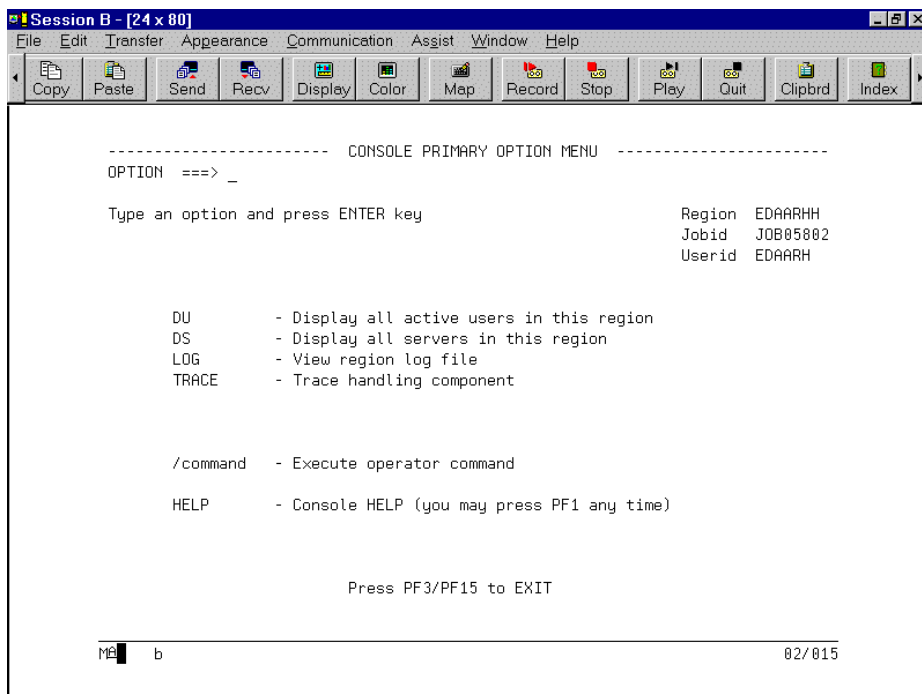 Session B - [24 x 80]
File Edit Transfer Appearance Communication Assist Window Help
Copy Paste Send Recv Display Color Map Record Stop Play Quit Clipbrd Index
------------------------ CONSOLE PRIMARY OPTION MENU -----------------------
OPTION ===> _
Type an option and press ENTER key Region EDAARHH
Jobid JOB05802
Userid EDAARH
DU - Display all active users in this region
DS - Display all servers in this region
LOG - View region log file
TRACE - Trace handling component
/command - Execute operator command
HELP - Console HELP (you may press PF1 any time)
Press PF3/PF15 to EXIT
MA b 02/015